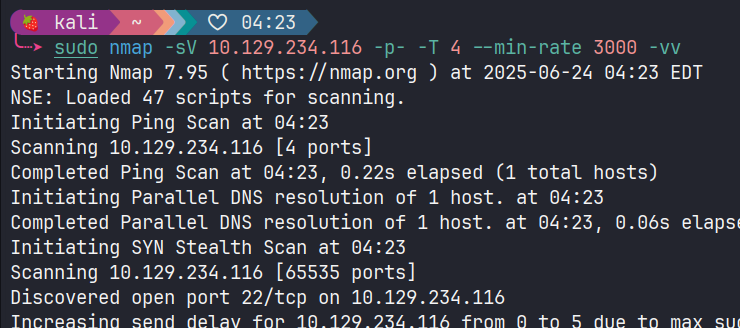 kali ~ 04:23
sudo nmap -sV 10.129.234.116 -p- -T 4 --min-rate 3000 -vv
Starting Nmap 7.95 ( https://nmap.org ) at 2025-06-24 04:23 EDT
NSE: Loaded 47 scripts for scanning.
Initiating Ping Scan at 04:23
Scanning 10.129.234.116 [4 ports]
Completed Ping Scan at 04:23, 0.22s elapsed (1 total hosts)
Initiating Parallel DNS resolution of 1 host. at 04:23
Completed Parallel DNS resolution of 1 host. at 04:23, 0.06s elapse
Initiating SYN Stealth Scan at 04:23
Scanning 10.129.234.116 [65535 ports]
Discovered open port 22/tcp on 10.129.234.116
Increasing send delay for 10.129.234.116 from 0 to 5 due to max suc